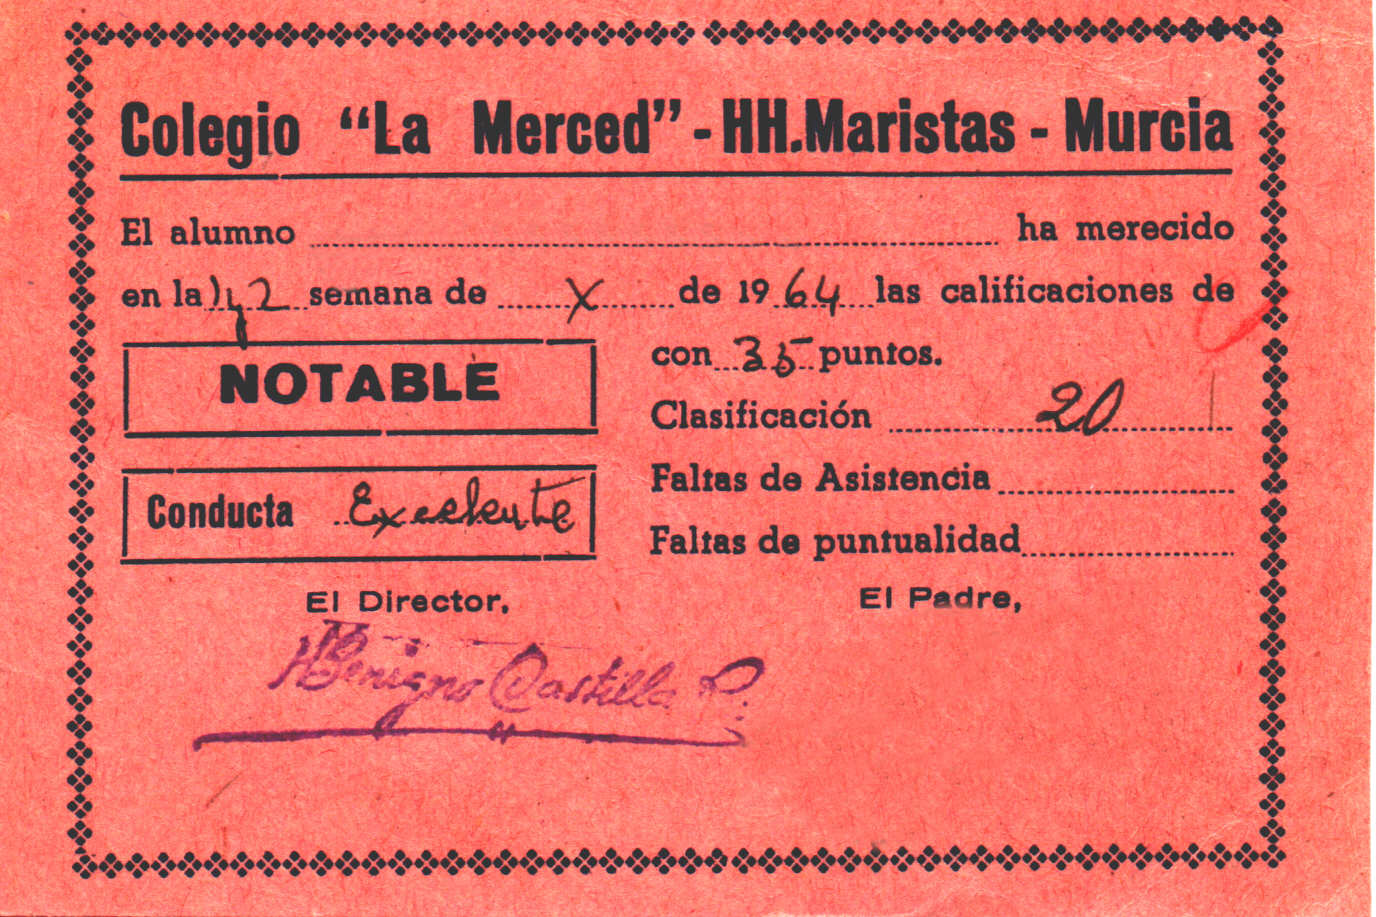 Colegio “La Merced” - HH. Maristas - Murcia
El alumno ha merecido
en la 1 y 2 semana de X de 1964 las calificaciones de
NOTABLE
con 35 puntos.
Clasificación 20
Conducta Excelente
Faltas de Asistencia
Faltas de puntualidad
El Director,
El Padre,
H Benigno Castilla P.